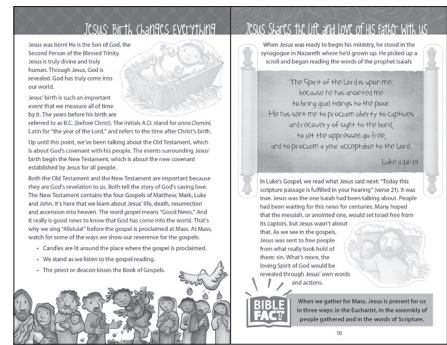 Jesus' Birth Changes Everything
Jesus was born! He is the Son of God, the
Second Person of the Blessed Trinity.
Jesus is truly divine and truly
human. Through Jesus, God is
revealed. God has truly come into
our world.
Jesus' birth is such an important
event that we measure all of time
by it. The years before his birth are
referred to as B.C. (before Christ). The initials A.D. stand for anno Domini,
Latin for "the year of the Lord," and refers to the time after Christ's birth.
Up until this point, we've been talking about the Old Testament, which
is about God's covenant with his people. The events surrounding Jesus'
birth begin the New Testament, which is about the new covenant
established by Jesus for all people.
Both the Old Testament and the New Testament are important because
they are God's revelation to us. Both tell the story of God's saving love.
The New Testament contains the four Gospels of Matthew, Mark, Luke
and John. It's here that we learn about Jesus' life, death, resurrection
and ascension into heaven. The word gospel means "Good News." And
it really is good news to know that God has come into the world. That's
why we sing "Alleluia!" before the gospel is proclaimed at Mass. At Mass,
watch for some of the ways we show our reverence for the gospels:
• Candles are lit around the place where the gospel is proclaimed.
• We stand as we listen to the gospel reading.
• The priest or deacon kisses the Book of Gospels.
Jesus Shares the Life and Love of His Father with Us
When Jesus was ready to begin his ministry, he stood in the
synagogue in Nazareth where he'd grown up. He picked up a
scroll and began reading the words of the prophet Isaiah:
The Spirit of the Lord is upon me,
because he has anointed me
to bring glad tidings to the poor.
He has sent me to proclaim liberty to captives
and recovery of sight to the blind,
to let the oppressed go free,
and to proclaim a year acceptable to the Lord.
Luke 4:18-19
In Luke's Gospel, we read what Jesus said next: "Today this
scripture passage is fulfilled in your hearing" (verse 21). It was
true. Jesus was the one Isaiah had been talking about. People
had been waiting for this news for centuries. Many hoped
that the messiah, or anointed one, would set Israel free from
its captors, but Jesus wasn't about
that. As we see in the gospels,
Jesus was sent to free people
from what really took hold of
them: sin. What's more, the
loving Spirit of God would be
revealed through Jesus' own words
and actions.
BIBLE
FACT
When we gather for Mass, Jesus is present for us
in three ways: in the Eucharist, in the assembly of
people gathered and in the words of Scripture.
10